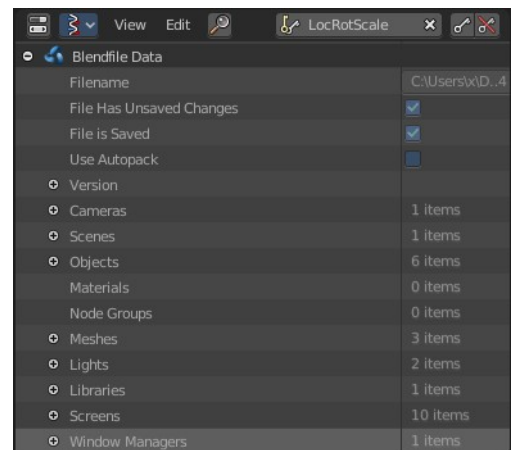 View Edit LocRotScale
Blendfile Data
Filename C:\Users\x\D..4
File Has Unsaved Changes
File is Saved
Use Autopack
Version
Cameras 1 items
Scenes 1 items
Objects 6 items
Materials 0 items
Node Groups 0 items
Meshes 3 items
Lights 2 items
Libraries 1 items
Screens 10 items
Window Managers 1 items